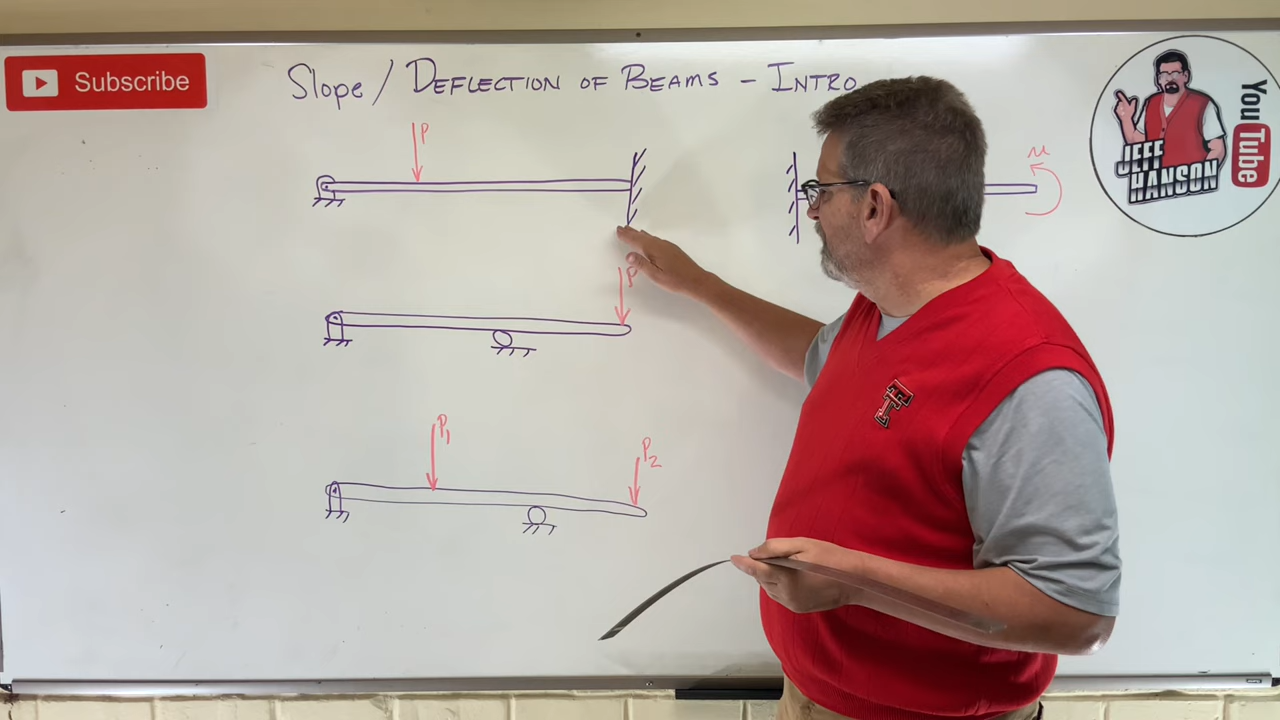 Subscribe
Slope / DEFLECTION OF BEAMS - INTRO
P
M
P
P1
P2
JEFF
HANSON
YouTube
T